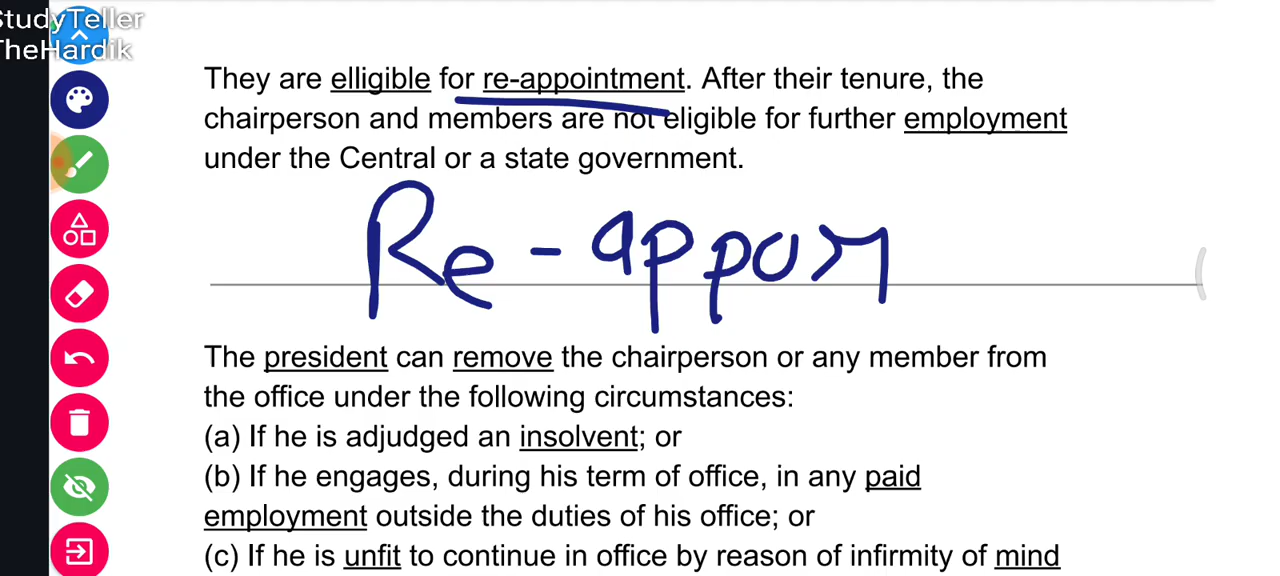 StudyTeller
TheHardik
They are elligible for re-appointment. After their tenure, the
chairperson and members are not eligible for further employment
under the Central or a state government.
Re-appoin
The president can remove the chairperson or any member from
the office under the following circumstances:
(a) If he is adjudged an insolvent; or
(b) If he engages, during his term of office, in any paid
employment outside the duties of his office; or
(c) If he is unfit to continue in office by reason of infirmity of mind